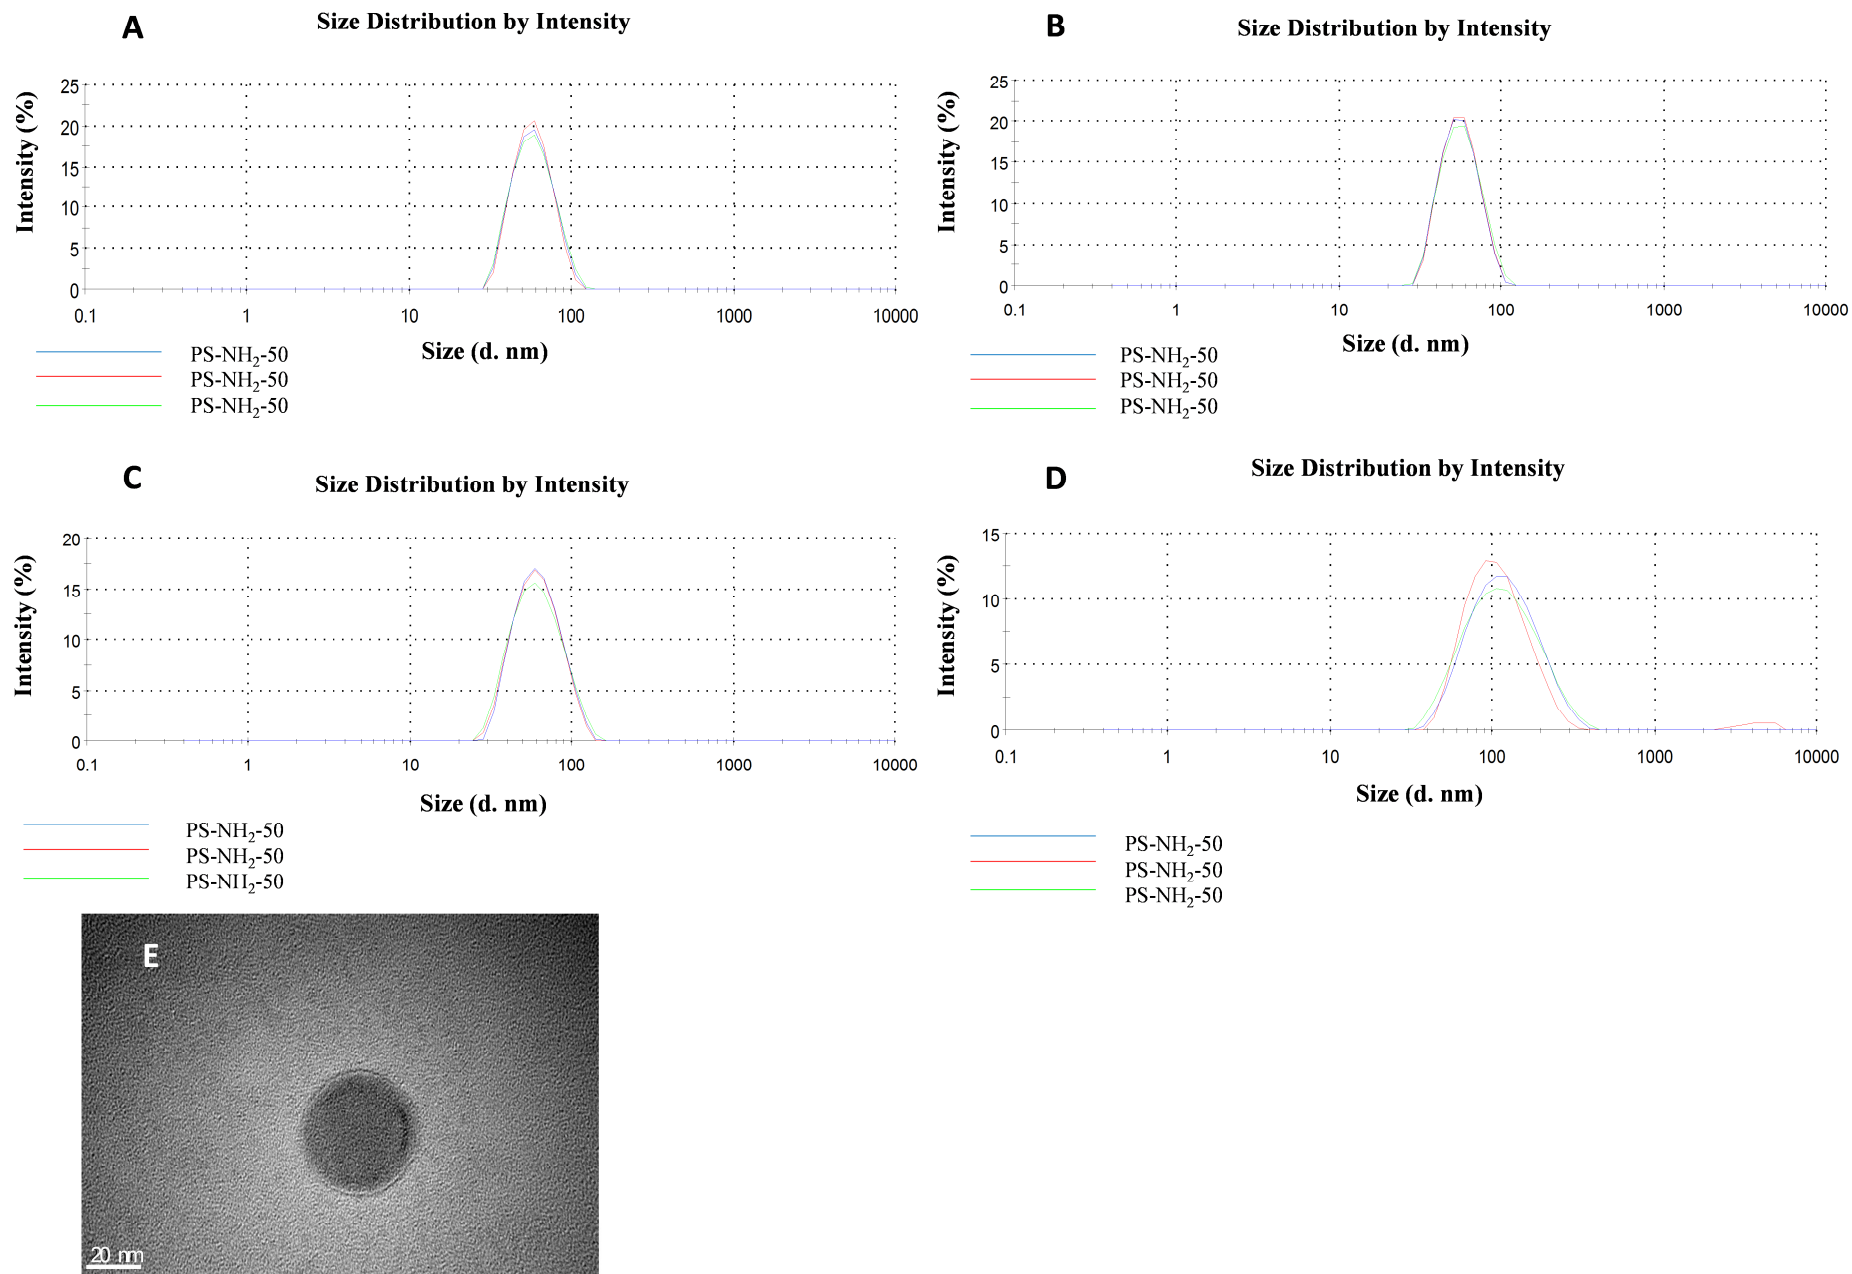 A
Size Distribution by Intensity
Intensity (%)
25
20
15
10
5
0
0.1 1 10 100 1000 10000
Size (d. nm)
PS-NH2-50
PS-NH2-50
PS-NH2-50
B
Size Distribution by Intensity
Intensity (%)
25
20
15
10
5
0
0.1 1 10 100 1000 10000
Size (d. nm)
PS-NH2-50
PS-NH2-50
PS-NH2-50
C
Size Distribution by Intensity
Intensity (%)
20
15
10
5
0
0.1 1 10 100 1000 10000
Size (d. nm)
PS-NH2-50
PS-NH2-50
PS-NH2-50
D
Size Distribution by Intensity
Intensity (%)
15
10
5
0
0.1 1 10 100 1000 10000
Size (d. nm)
PS-NH2-50
PS-NH2-50
PS-NH2-50
E
20 nm